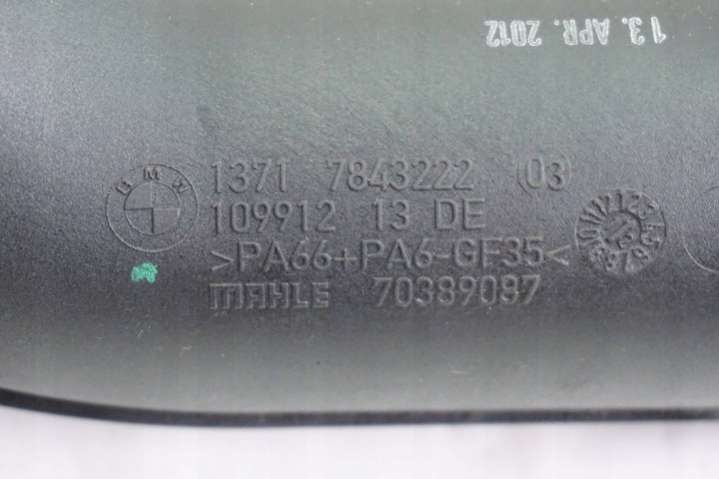 13. APR. 2012
BMW
1371 7843222 03
109912 13 DE
>PA66+PA6-GF35<
MAHLE 70389087